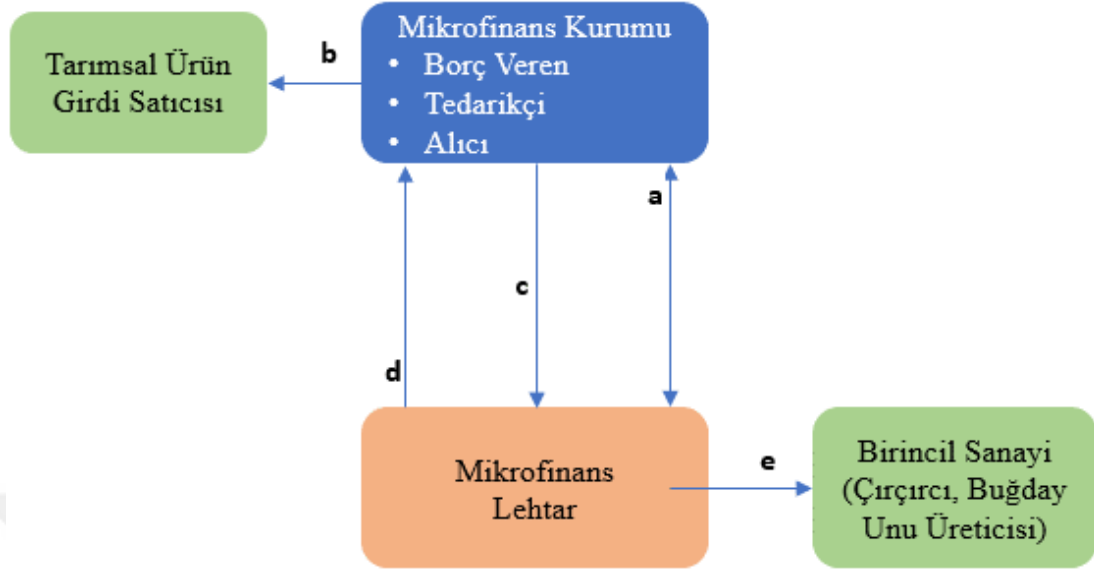 Tarımsal Ürün
Girdi Satıcısı
b
Mikrofinans Kurumu
• Borç Veren
• Tedarikçi
• Alıcı
a
c
d
Mikrofinans
Lehtar
e
Birincil Sanayi
(Çırçırcı, Buğday
Unu Üreticisi)